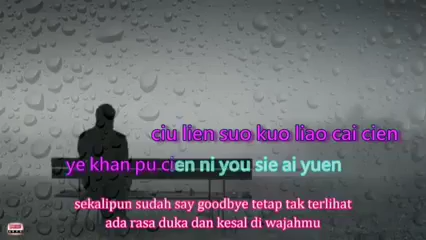 ciu lien suo kuo liao cai cien
ye khan pu cien ni you sie ai yuen
sekalipun sudah say goodbye tetap tak terlihat
ada rasa duka dan kesal di wajahmu